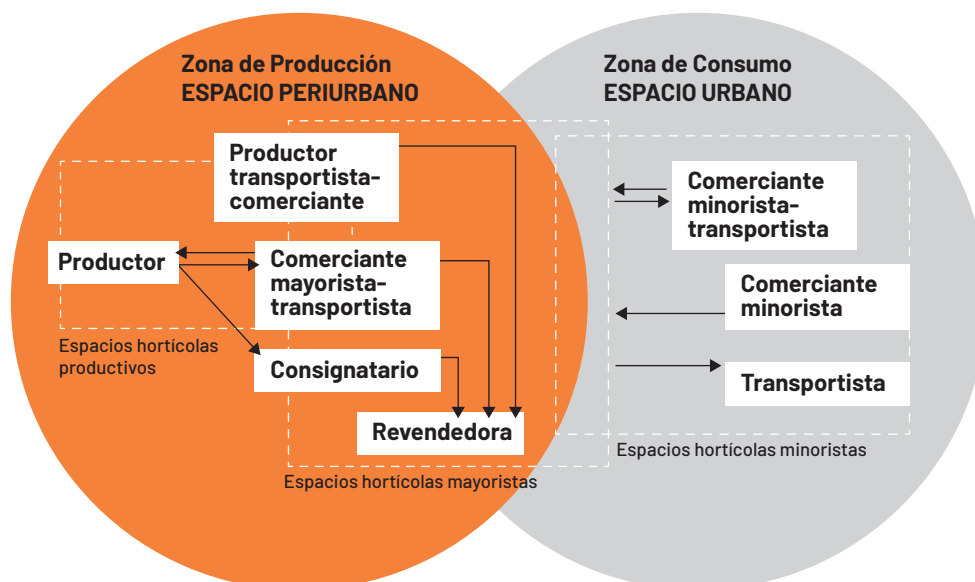 Zona de Producción
ESPACIO PERIURBANO
Zona de Consumo
ESPACIO URBANO
Productor
transportista-
comerciante
Productor
Comerciante
mayorista-
transportista
Espacios hortícolas
productivos
Consignatario
Revendedora
Espacios hortícolas mayoristas
Comerciante
minorista-
transportista
Comerciante
minorista
Transportista
Espacios hortícolas minoristas